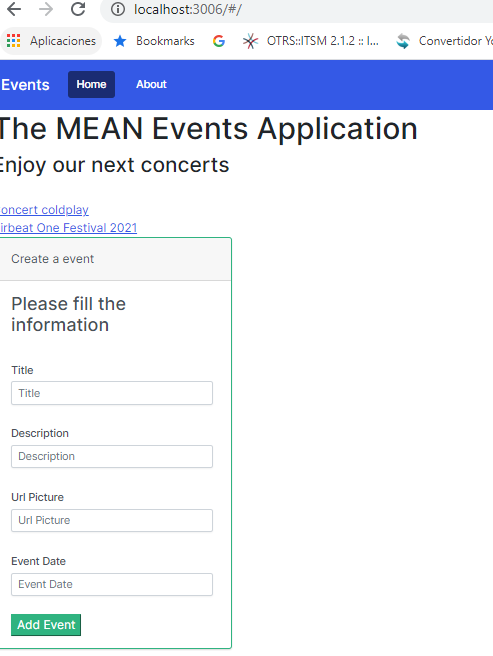 localhost:3006/#/
Aplicaciones Bookmarks OTRS::ITSM 2.1.2 :: I... Convertidor Yo
Events Home About
The MEAN Events Application
Enjoy our next concerts
oncert coldplay
irbeat One Festival 2021
Create a event
Please fill the
information
Title
Title
Description
Description
Url Picture
Url Picture
Event Date
Event Date
Add Event